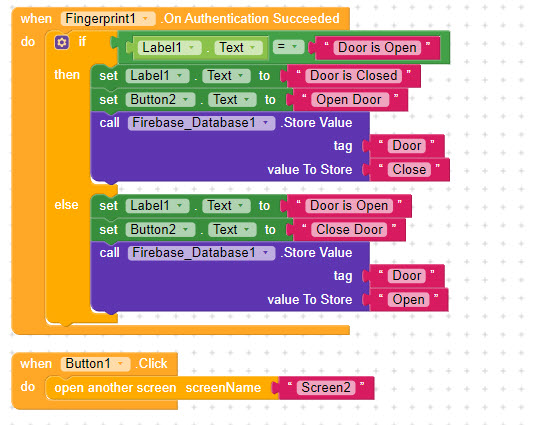 when Fingerprint1 .On Authentication Succeeded
do if Label1 . Text = " Door is Open "
then set Label1 . Text to " Door is Closed "
set Button2 . Text to " Open Door "
call Firebase_Database1 .Store Value
tag " Door "
value To Store " Close "
else set Label1 . Text to " Door is Open "
set Button2 . Text to " Close Door "
call Firebase_Database1 .Store Value
tag " Door "
value To Store " Open "
when Button1 .Click
do open another screen screenName " Screen2 "